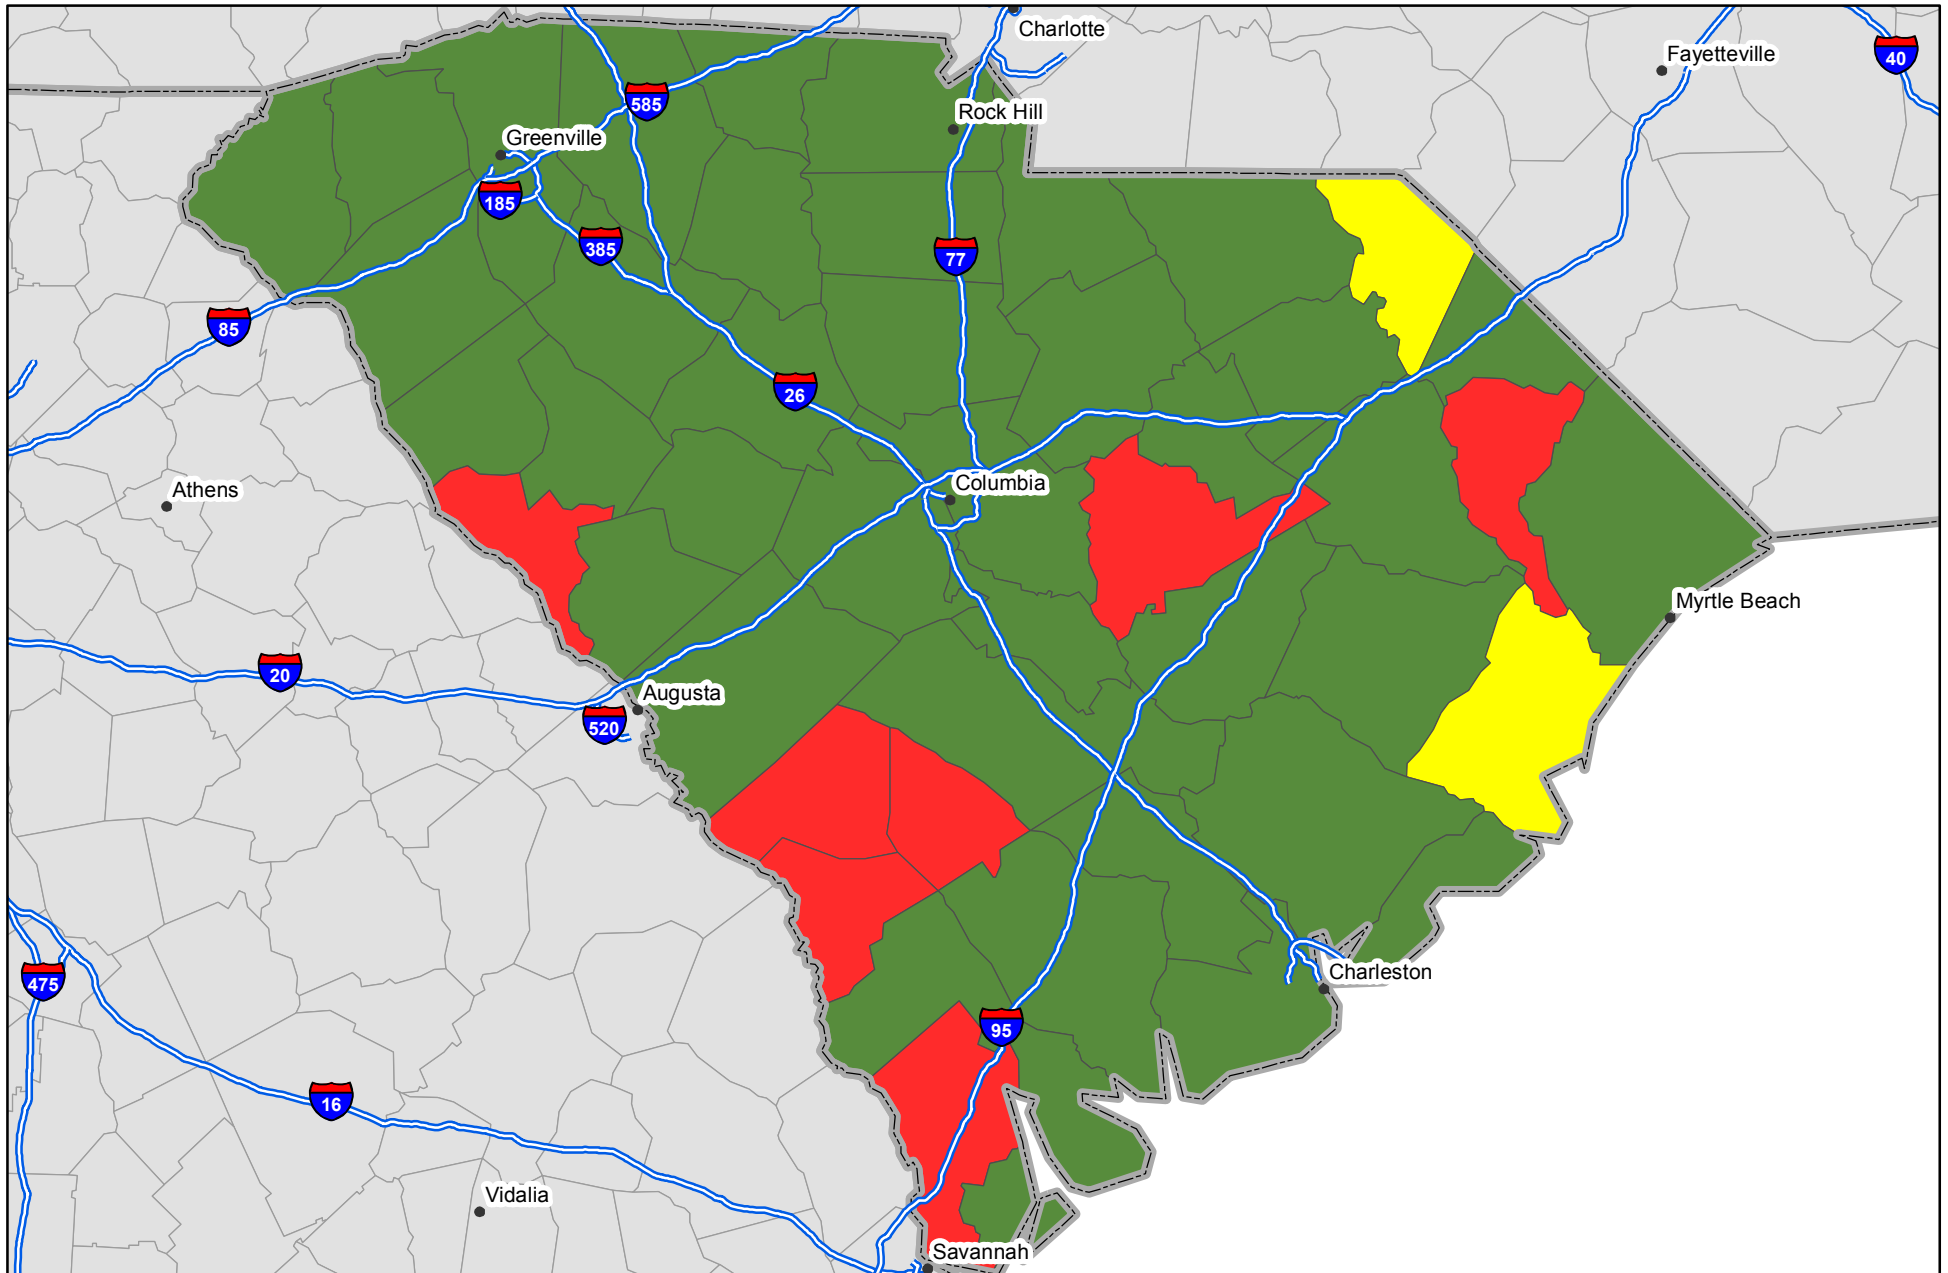 Charlotte
Fayetteville
40
585
Rock Hill
Greenville
185
385
77
85
26
Athens
Columbia
Myrtle Beach
20
Augusta
520
475
Charleston
95
16
Vidalia
Savannah